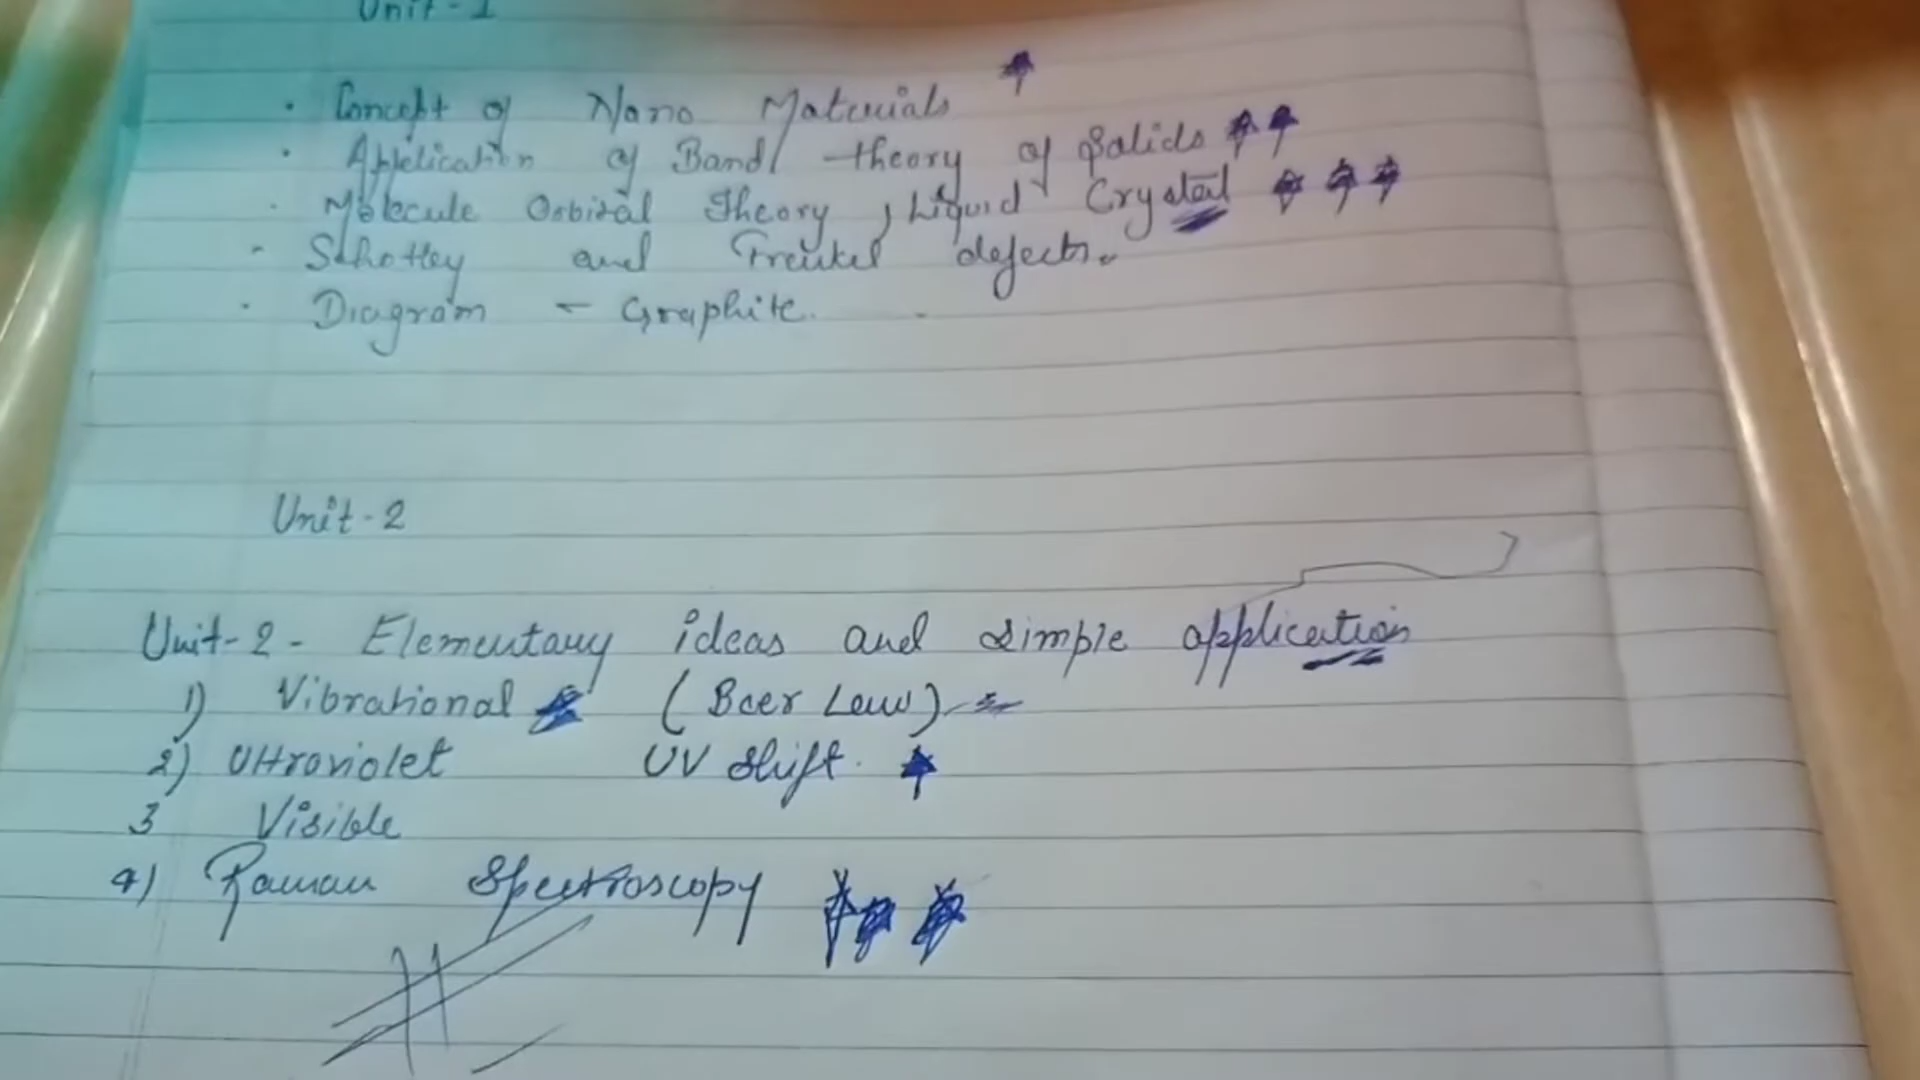 Unit - 1
· Concept of Nano Materials
· Application of Band theory of Solids
· Molecule Orbital Theory, Liquid Crystal
- Schottey and Frenkel defects.
· Diagram - Graphite.
Unit - 2
Unit-2- Elementary ideas and simple application
1) Vibrational (Beer Law)
2) Ultroviolet UV Shift.
3 Visible
4) Raman Spectroscopy